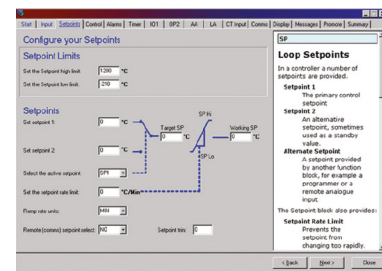 Start Input Setpoints Control Alarms Timer IO1 OP2 AA LA CT Input Comms Display Messages Promote Summary
Configure your Setpoints
Setpoint Limits
Set the Setpoint high limit: 1200 °C
Set the Setpoint low limit: -210 °C
Setpoints
Set setpoint 1: 0 °C
SP Hi
Target SP
0 °C
Working SP
0 °C
Set setpoint 2: 0 °C
SP Lo
Select the active setpoint: SP1
Set the setpoint rate limit: 0 °C/Min
Ramp rate units: MIN
Remote (comms) setpoint select: NO
Setpoint trim: 0
SP
Loop Setpoints
In a controller a number of
setpoints are provided.
Setpoint 1
The primary control
setpoint
Setpoint 2
An alternative
setpoint, sometimes
used as a standby
value.
Alternate Setpoint
A setpoint provided
by another function
block, for example a
programmer or a
remote analogue
input.
The Setpoint block also provides:
Setpoint Rate Limit
Prevents the
setpoint from
changing too rapidly.
< Back Next > Close